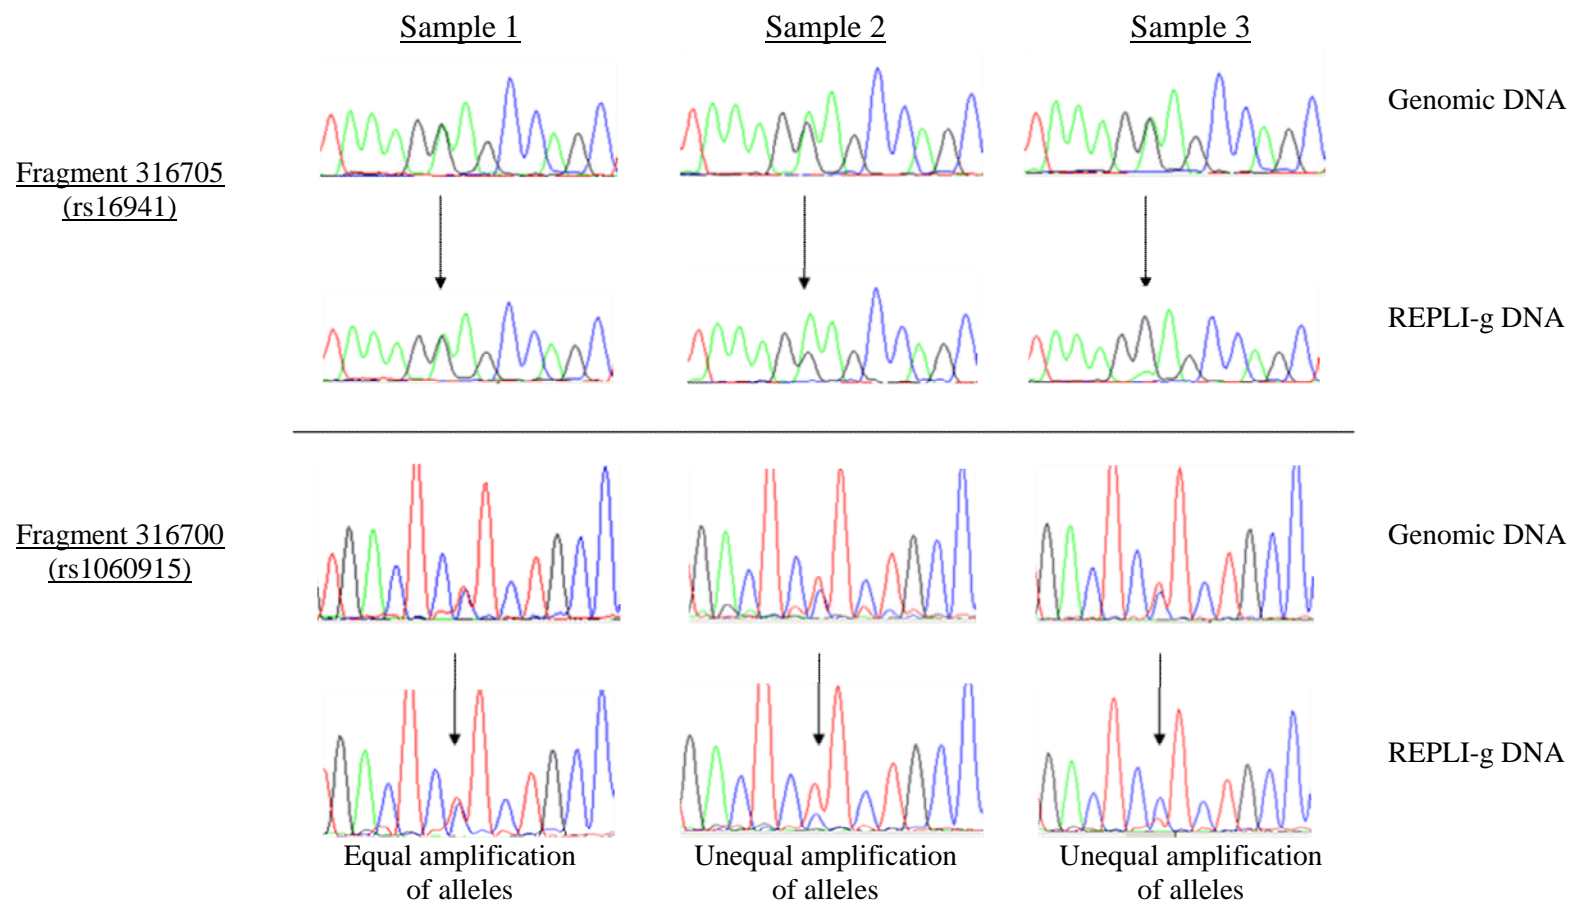 Sample 1
Sample 2
Sample 3
Genomic DNA
Fragment 316705
(rs16941)
REPLI-g DNA
Fragment 316700
(rs1060915)
Genomic DNA
REPLI-g DNA
Equal amplification
of alleles
Unequal amplification
of alleles
Unequal amplification
of alleles